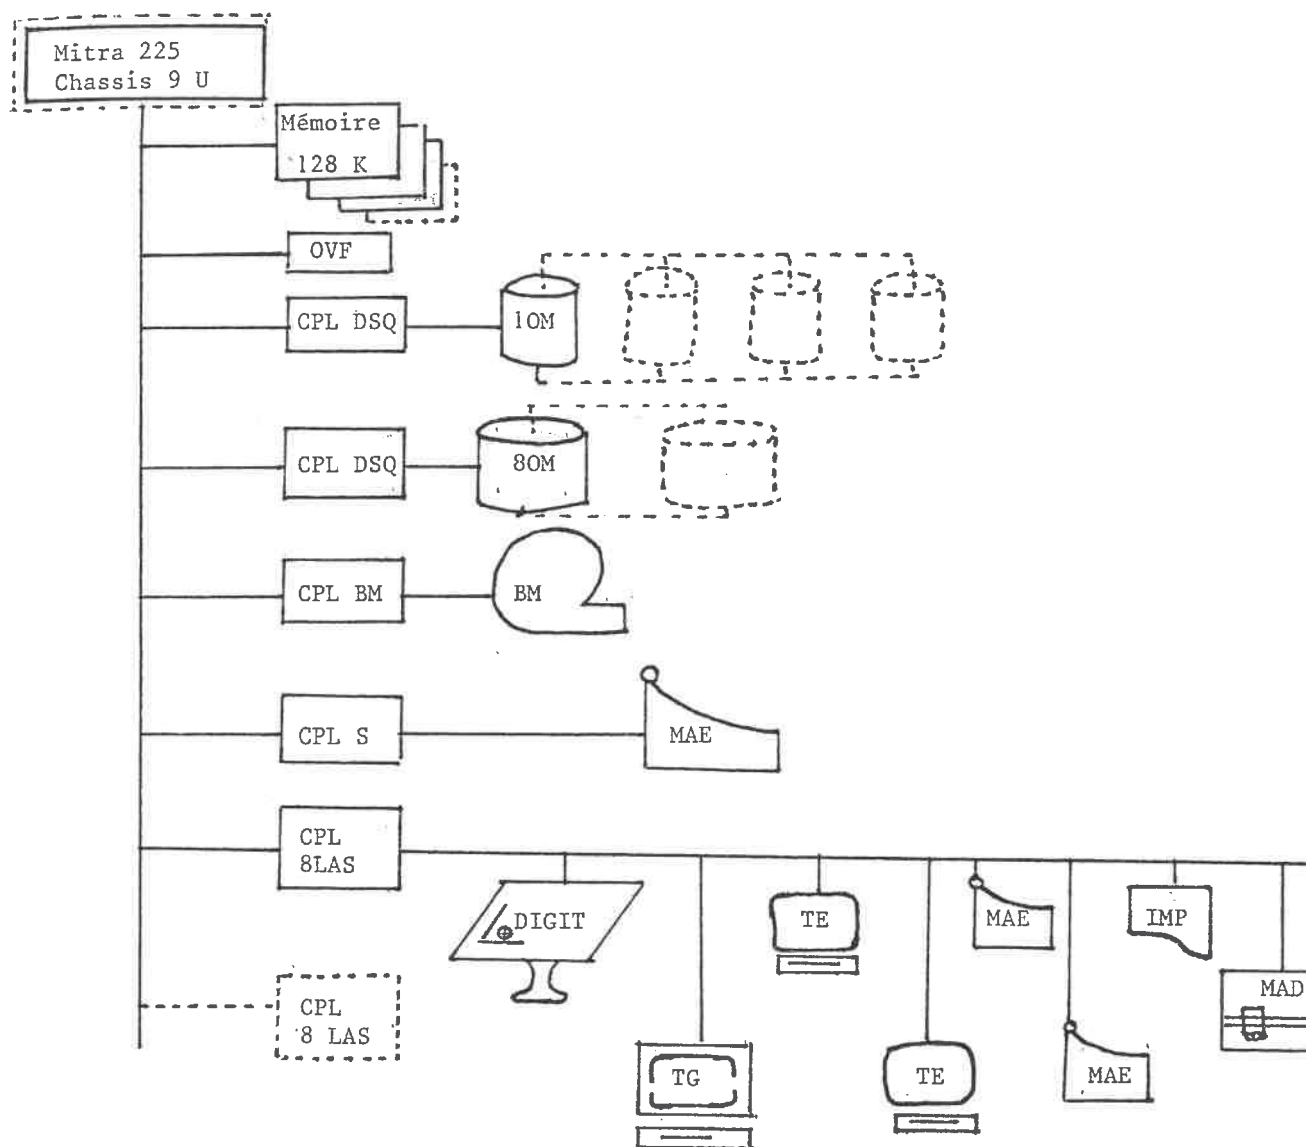 Mitra 225
Chassis 9 U
Mémoire
128 K
OVF
CPL DSQ
10M
CPL DSQ
80M
CPL BM
BM
CPL S
MAE
CPL
8LAS
DIGIT
TE
MAE
IMP
MAD
CPL
8 LAS
TG
TE
MAE